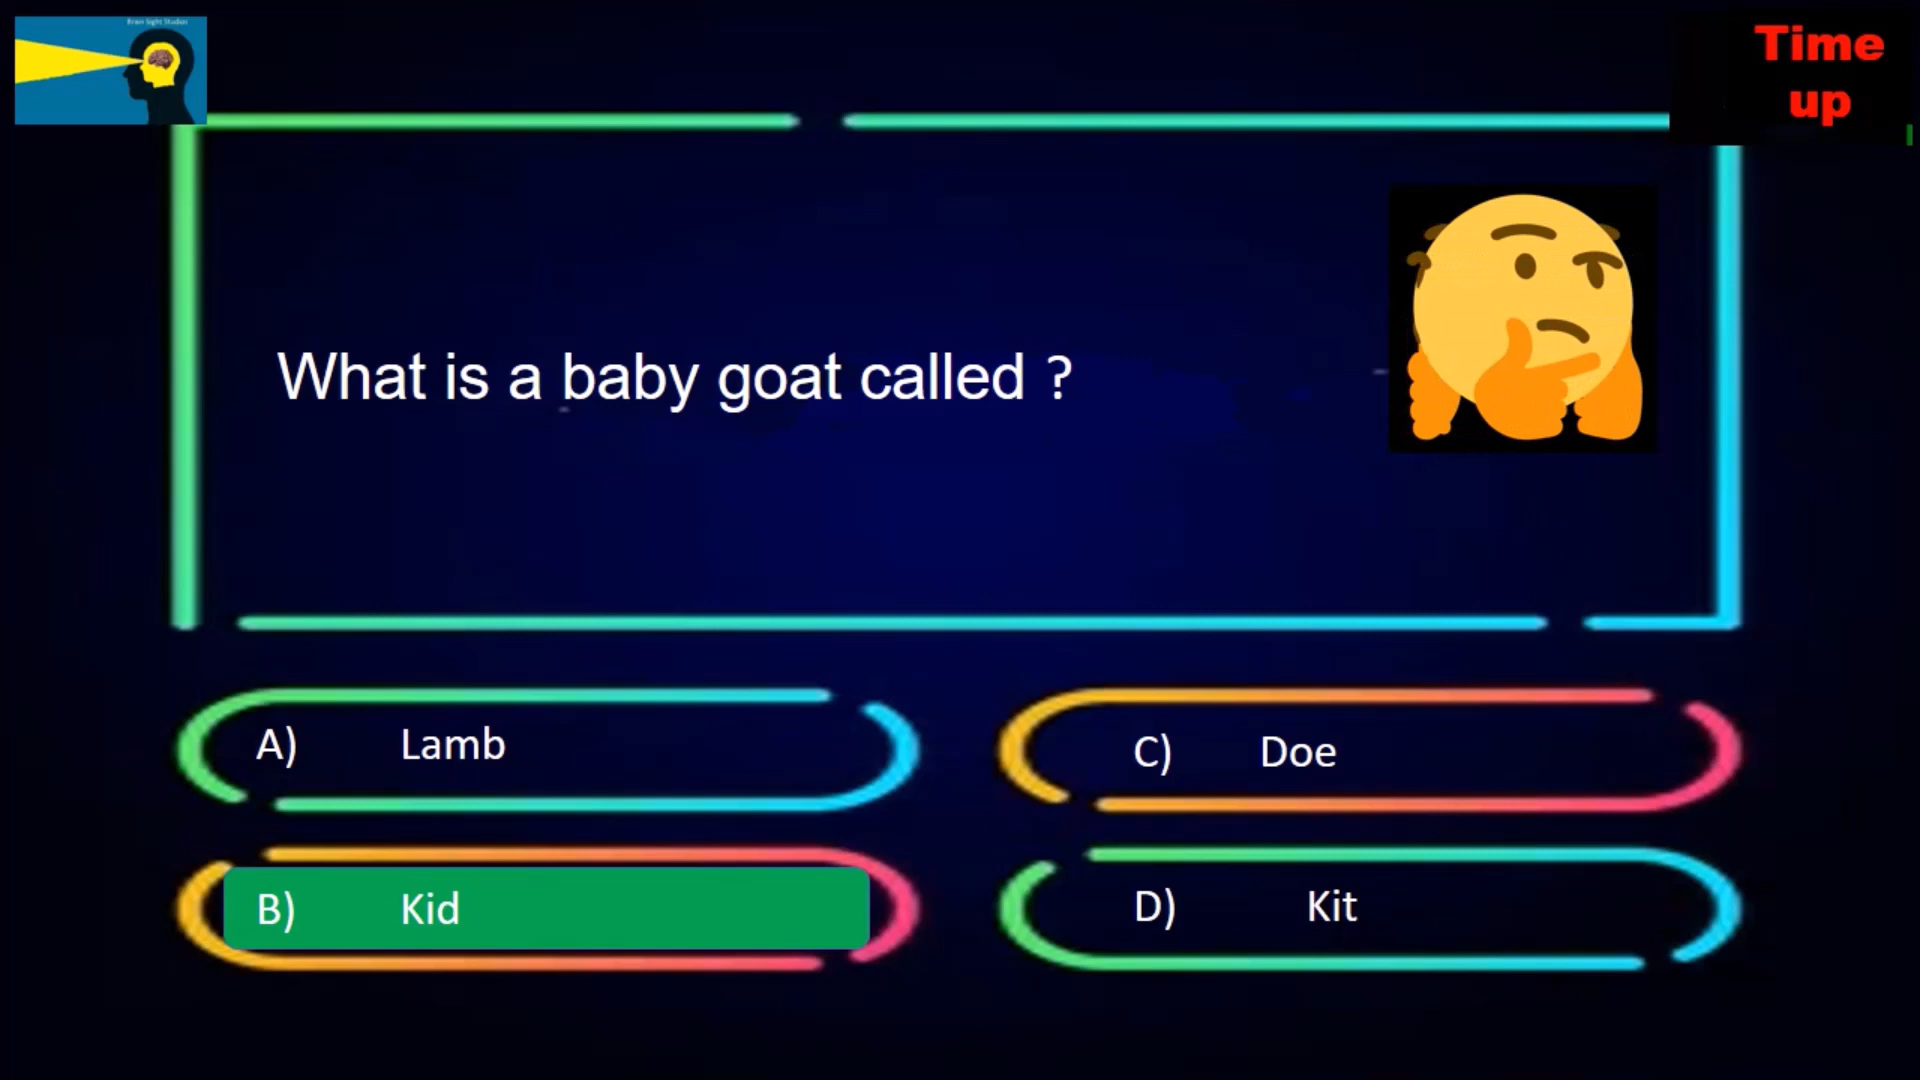 Brain Sight Studios
Time
up
What is a baby goat called ?
A) Lamb
C) Doe
B) Kid
D) Kit